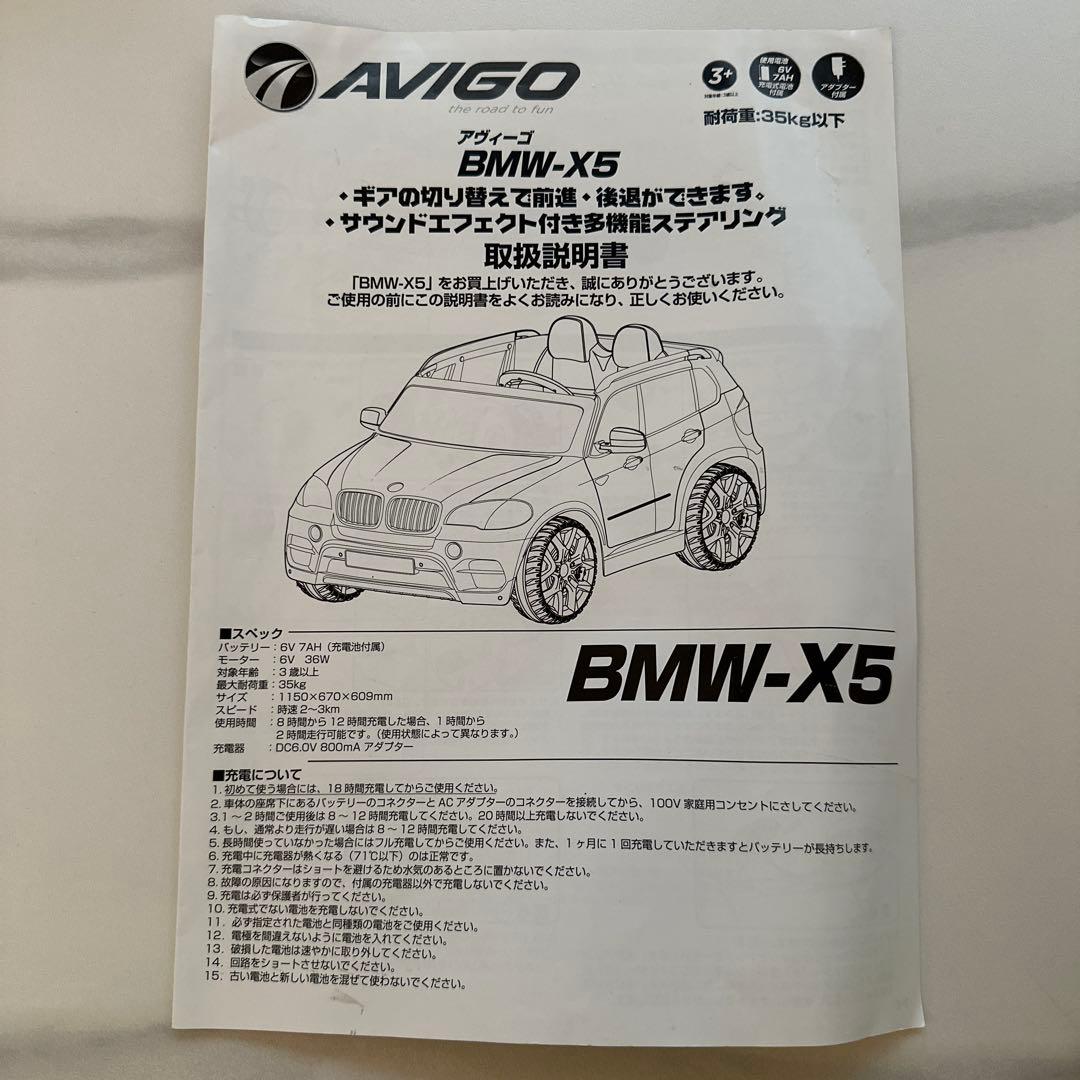 AVIGO
the road to fun
3+
対象年齢:3歳以上
使用電池
6V
7AH
充電式電池
付属
アダプター
付属
耐荷重:35kg以下
アヴィーゴ
BMW-X5
・ギアの切り替えで前進・後退ができます。
・サウンドエフェクト付き多機能ステアリング
取扱説明書
「BMW-X5」をお買上げいただき、誠にありがとうございます。
ご使用の前にこの説明書をよくお読みになり、正しくお使いください。
■スペック
バッテリー:6V 7AH(充電池付属)
モーター :6V 36W
対象年齢 :3歳以上
最大耐荷重:35kg
サイズ :1150×670×609mm
スピード :時速2〜3km
使用時間 :8時間から12時間充電した場合、1時間から
2時間走行可能です。(使用状態によって異なります。)
充電器 :DC6.0V 800mA アダプター
BMW-X5
■充電について
1. 初めて使う場合には、18時間充電してからご使用ください。
2. 車体の座席下にあるバッテリーのコネクターとACアダプターのコネクターを接続してから、100V家庭用コンセントにさしてください。
3.1〜2時間ご使用後は8〜12時間充電してください。20時間以上充電しないでください。
4. もし、通常より走行が遅い場合は8〜12時間充電してください。
5. 長時間使っていなかった場合にはフル充電してからご使用ください。また、1ヶ月に1回充電していただきますとバッテリーが長持ちします。
6. 充電中に充電器が熱くなる(71℃以下)のは正常です。
7. 充電コネクターはショートを避けるため水気のあるところに置かないでください。
8. 故障の原因になりますので、付属の充電器以外で充電しないでください。
9. 充電は必ず保護者が行ってください。
10. 充電式でない電池を充電しないでください。
11. 必ず指定された電池と同種類の電池をご使用ください。
12. 電極を間違えないように電池を入れてください。
13. 破損した電池は速やかに取り外してください。
14. 回路をショートさせないでください。
15. 古い電池と新しい電池を混ぜて使わないでください。